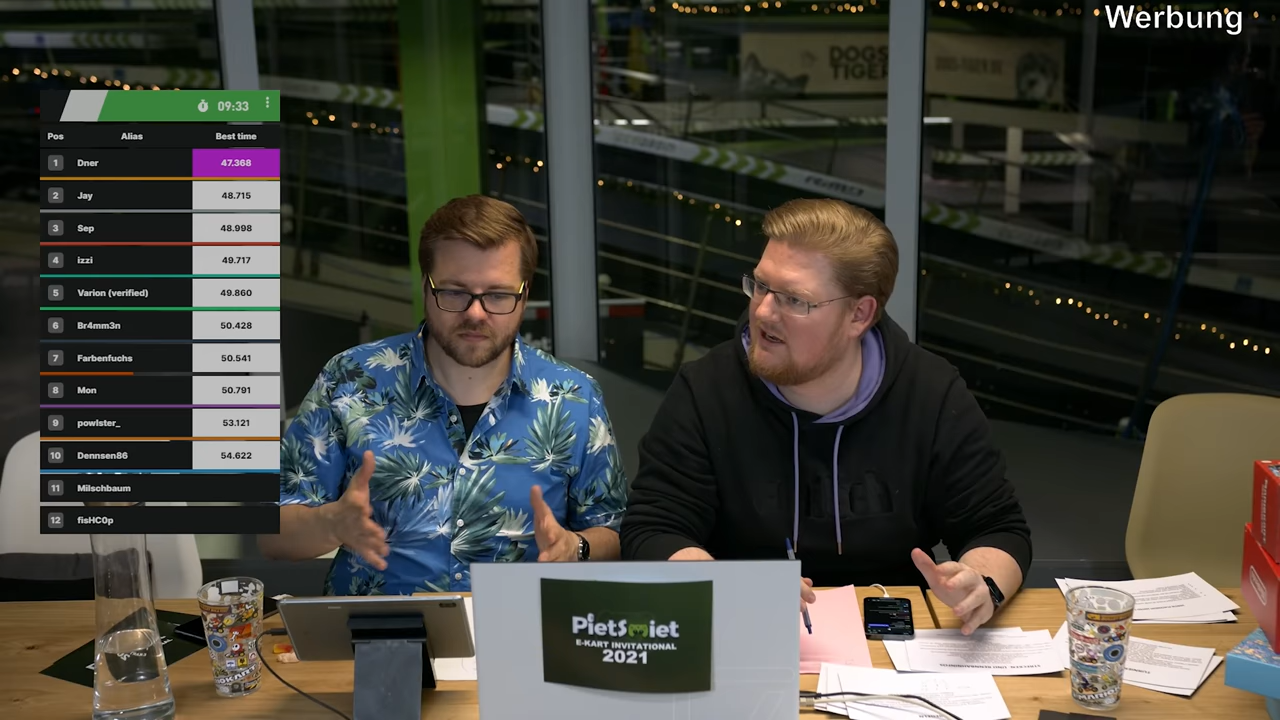 Werbung
DOGS
TIGER
09:33
Pos Alias Best time
1 Dner 47.368
2 Jay 48.715
3 Sep 48.998
4 izzi 49.717
5 Varion (verified) 49.860
6 Br4mm3n 50.428
7 Farbenfuchs 50.541
8 Mon 50.791
9 powlster_ 53.121
10 Dennsen86 54.622
11 Milschbaum
12 fisHC0p
PietSmiet
E-KART INVITATIONAL
2021